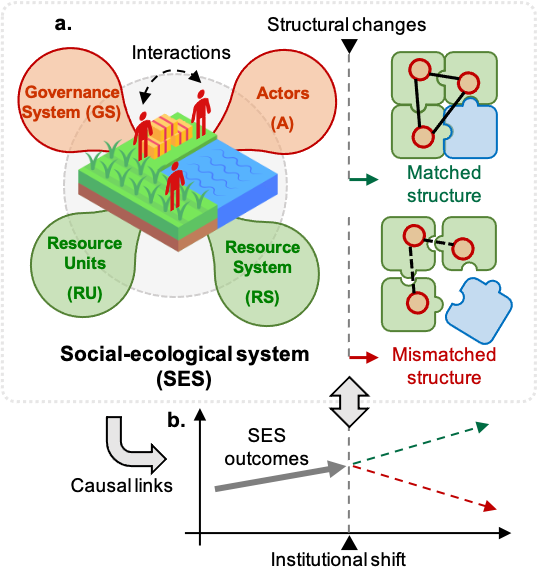 a.
Structural changes
Interactions
Governance
System (GS)
Actors
(A)
Matched
structure
Resource
Units
(RU)
Resource
System
(RS)
Social-ecological system
(SES)
Mismatched
structure
b.
SES
outcomes
Causal links
Institutional shift